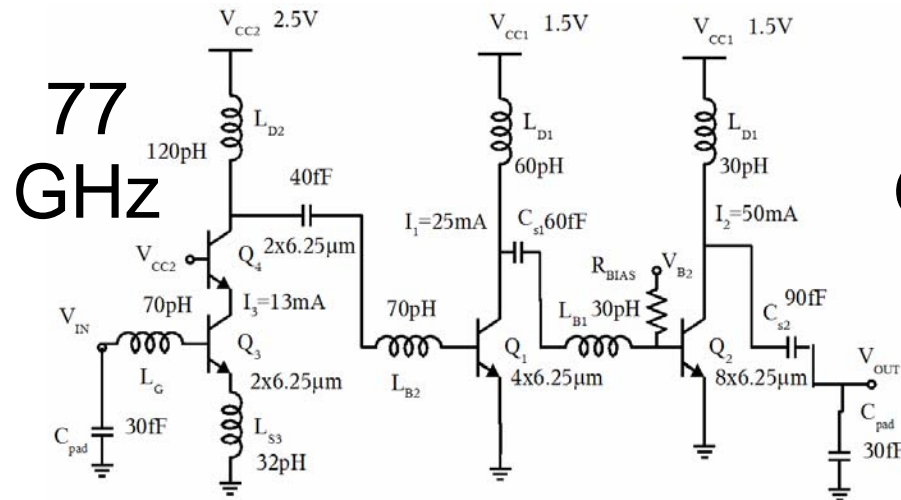 77
GHz
V_CC2 2.5V
L_D2
120pH
40fF
2x6.25μm
V_CC2
Q_4
70pH
I_3=13mA
V_IN
L_G
Q_3
2x6.25μm
C_pad
30fF
L_S3
32pH
V_CC1 1.5V
L_D1
60pH
I_1=25mA
C_s1 60fF
70pH
L_B2
Q_1
4x6.25μm
L_B1
30pH
R_BIAS
V_B2
V_CC1 1.5V
L_D1
30pH
I_2=50mA
90fF
C_s2
Q_2
8x6.25μm
V_OUT
C_pad
30fF